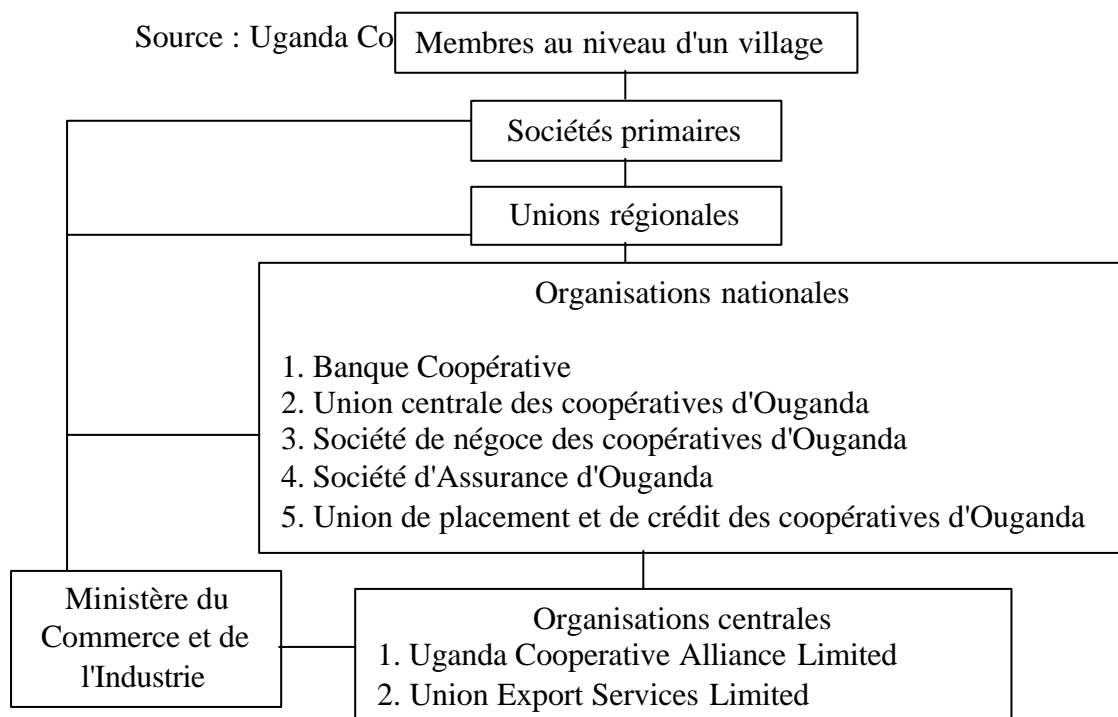 Source : Uganda Co
Membres au niveau d'un village
Sociétés primaires
Unions régionales
Organisations nationales
1. Banque Coopérative
2. Union centrale des coopératives d'Ouganda
3. Société de négoce des coopératives d'Ouganda
4. Société d'Assurance d'Ouganda
5. Union de placement et de crédit des coopératives d'Ouganda
Ministère du
Commerce et de
l'Industrie
Organisations centrales
1. Uganda Cooperative Alliance Limited
2. Union Export Services Limited